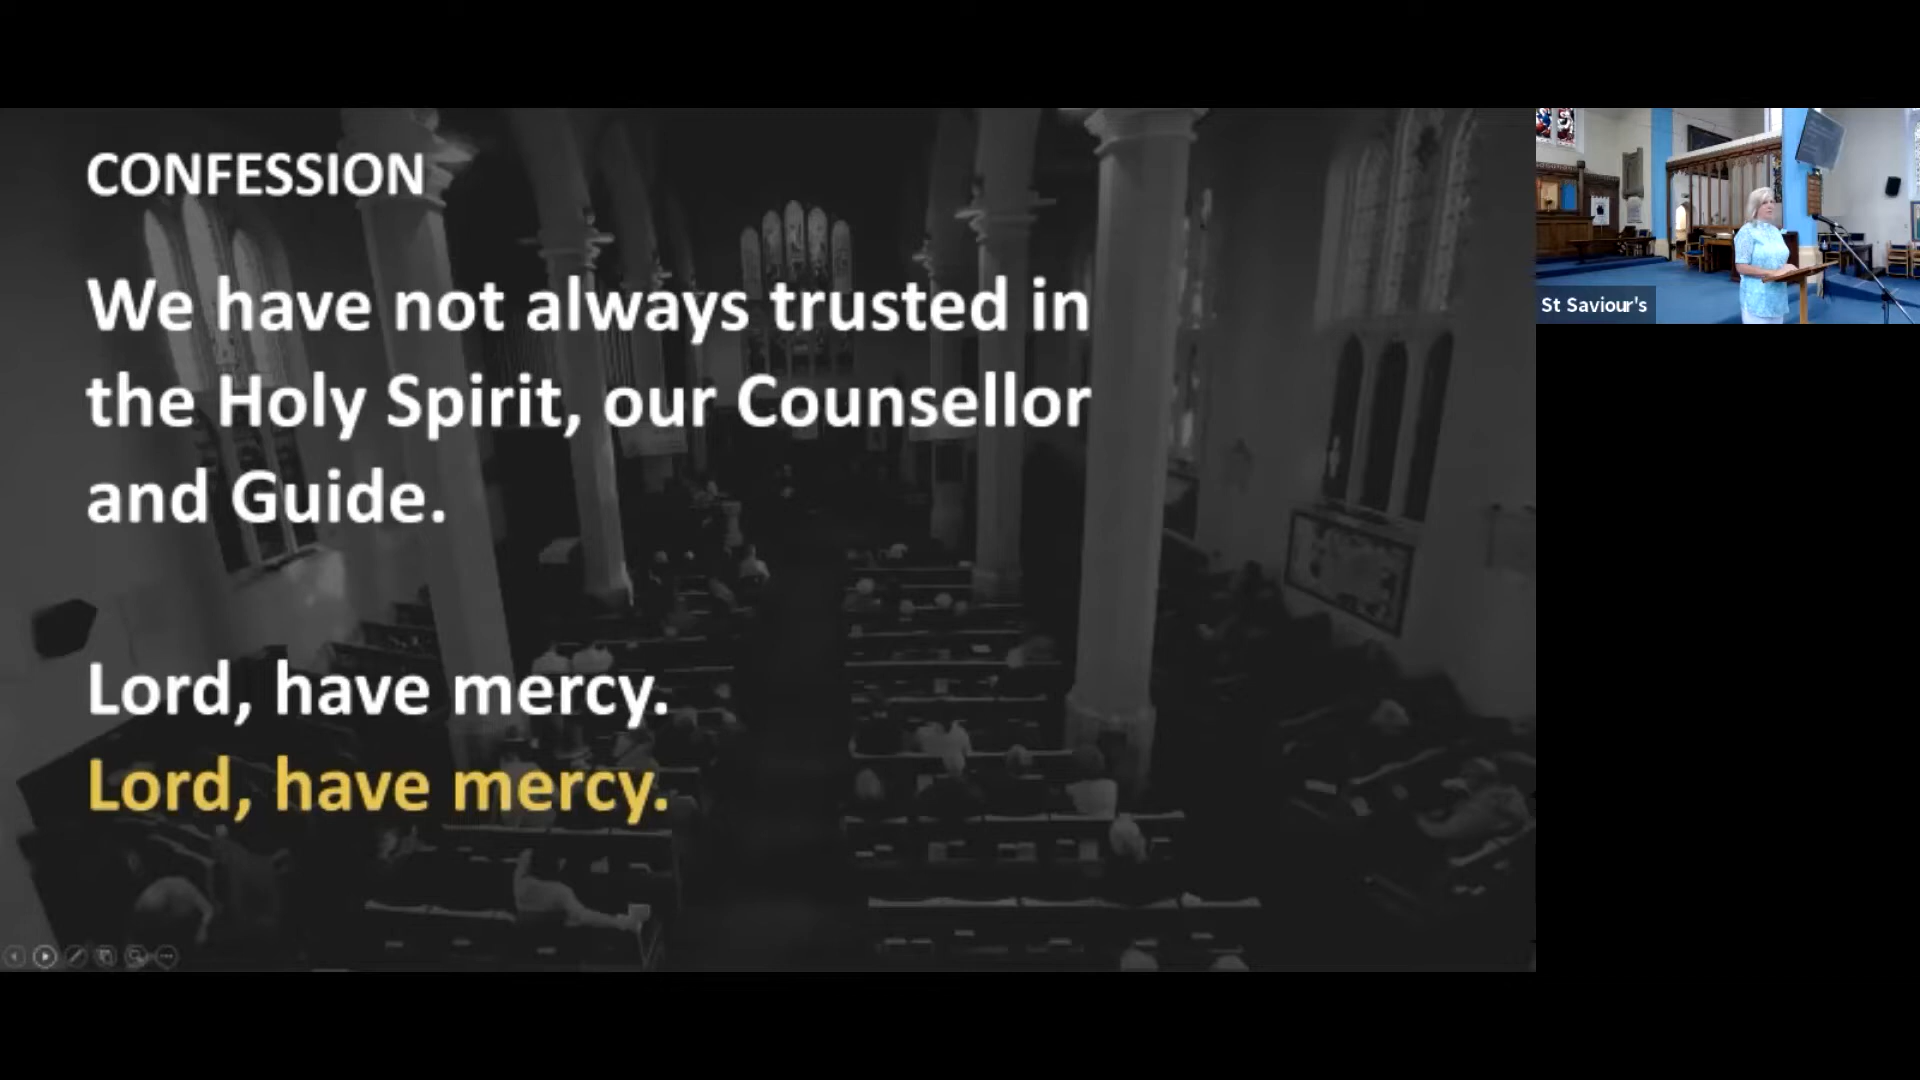 CONFESSION
We have not always trusted in
the Holy Spirit, our Counsellor
and Guide.
Lord, have mercy.
Lord, have mercy.
St Saviour's